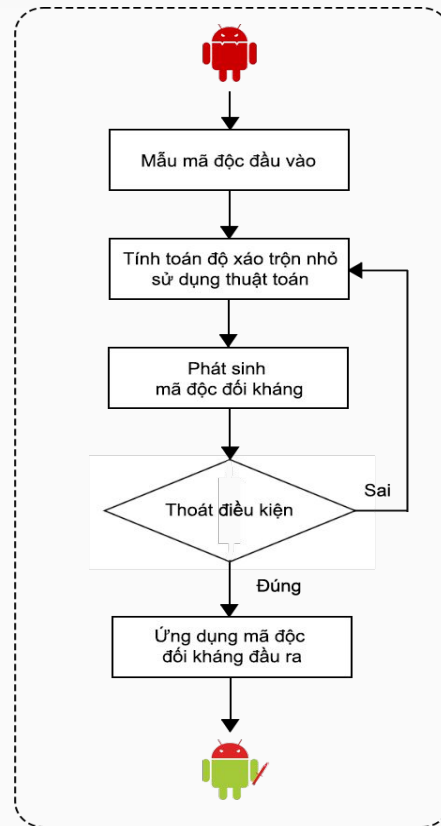 Mẫu mã độc đầu vào
Tính toán độ xáo trộn nhỏ
sử dụng thuật toán
Phát sinh
mã độc đối kháng
Thoát điều kiện
Sai
Đúng
Ứng dụng mã độc
đối kháng đầu ra